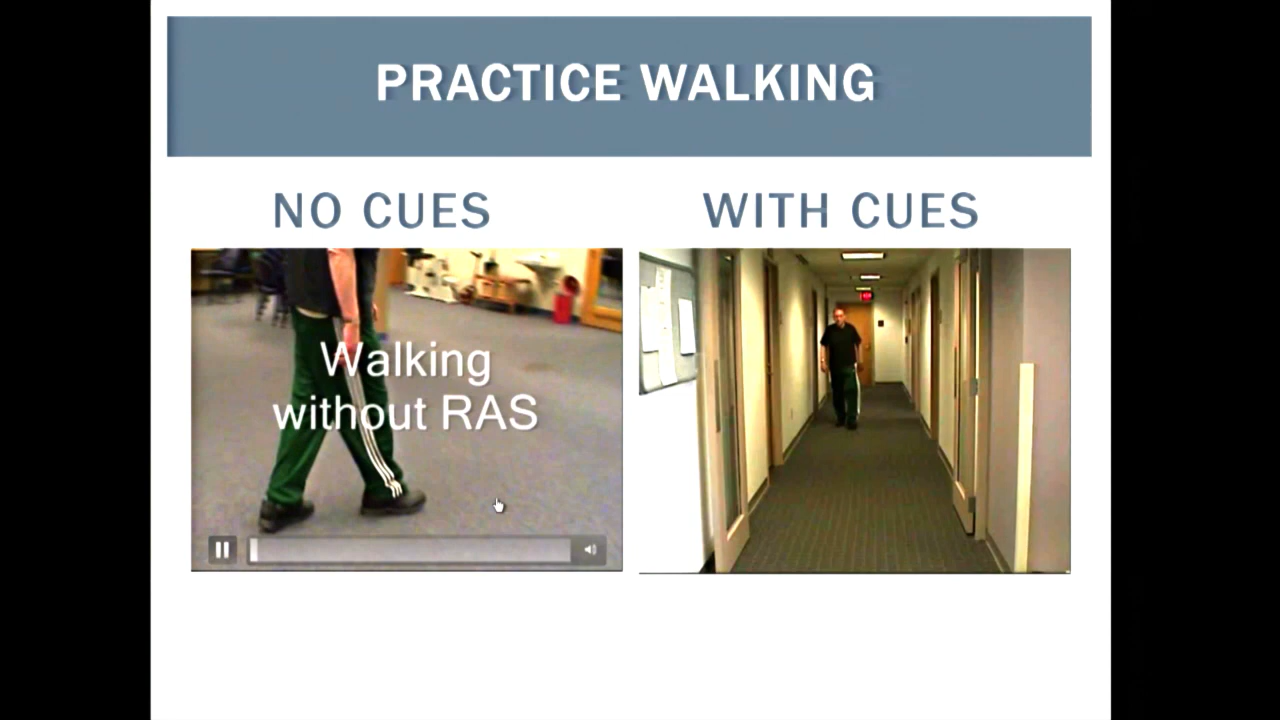 PRACTICE WALKING
NO CUES
WITH CUES
Walking
without RAS